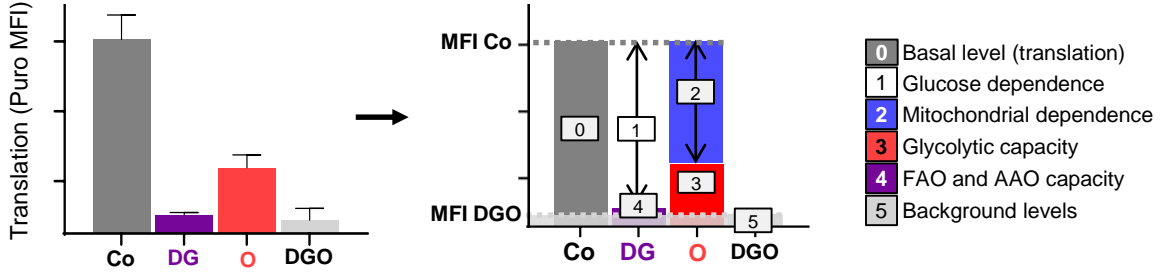 Translation (Puro MFI)
Co
DG
O
DGO
MFI Co
MFI DGO
0
1
2
3
4
5
Co
DG
O
DGO
0 Basal level (translation)
1 Glucose dependence
2 Mitochondrial dependence
3 Glycolytic capacity
4 FAO and AAO capacity
5 Background levels